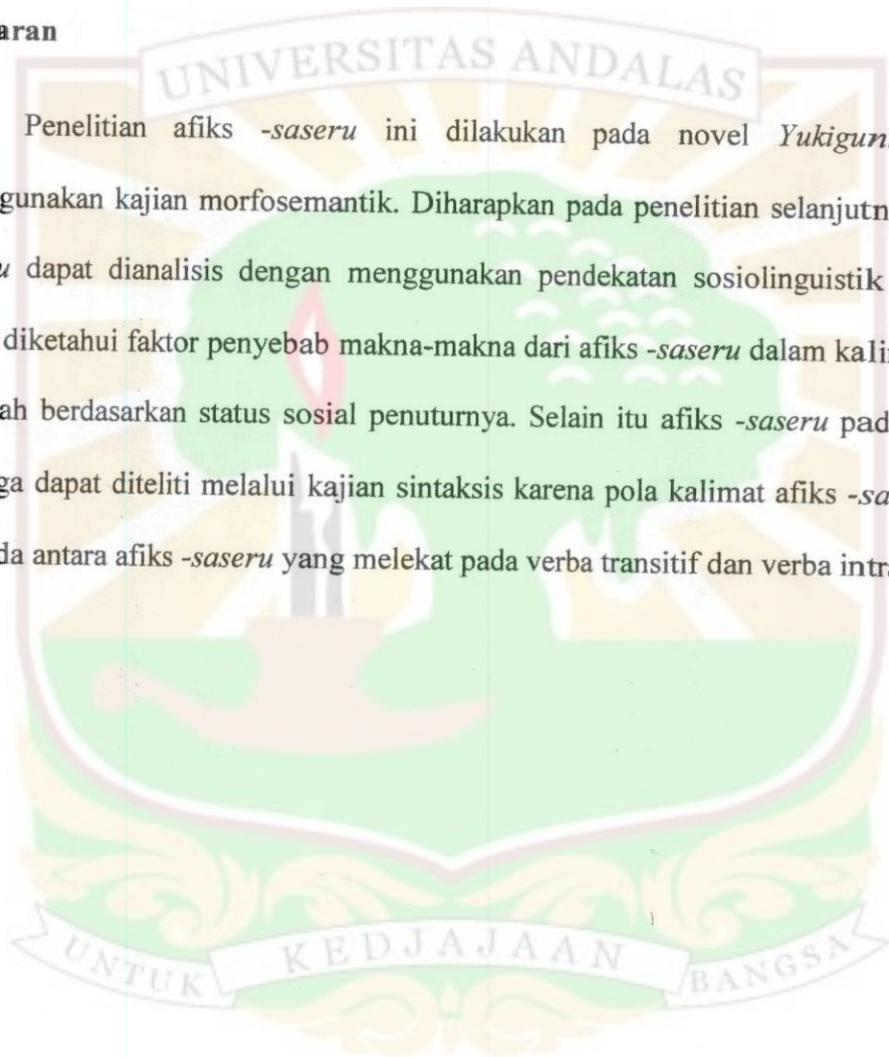 aran
UNIVERSITAS ANDALAS
Penelitian afiks -saseru ini dilakukan pada novel Yukigun
gunakan kajian morfosemantik. Diharapkan pada penelitian selanjutn
u dapat dianalisis dengan menggunakan pendekatan sosiolinguistik
diketahui faktor penyebab makna-makna dari afiks -saseru dalam kali
ah berdasarkan status sosial penuturnya. Selain itu afiks -saseru pad
ga dapat diteliti melalui kajian sintaksis karena pola kalimat afiks -sa
da antara afiks -saseru yang melekat pada verba transitif dan verba intr
UNTUK KEDJAJAAN BANGSA